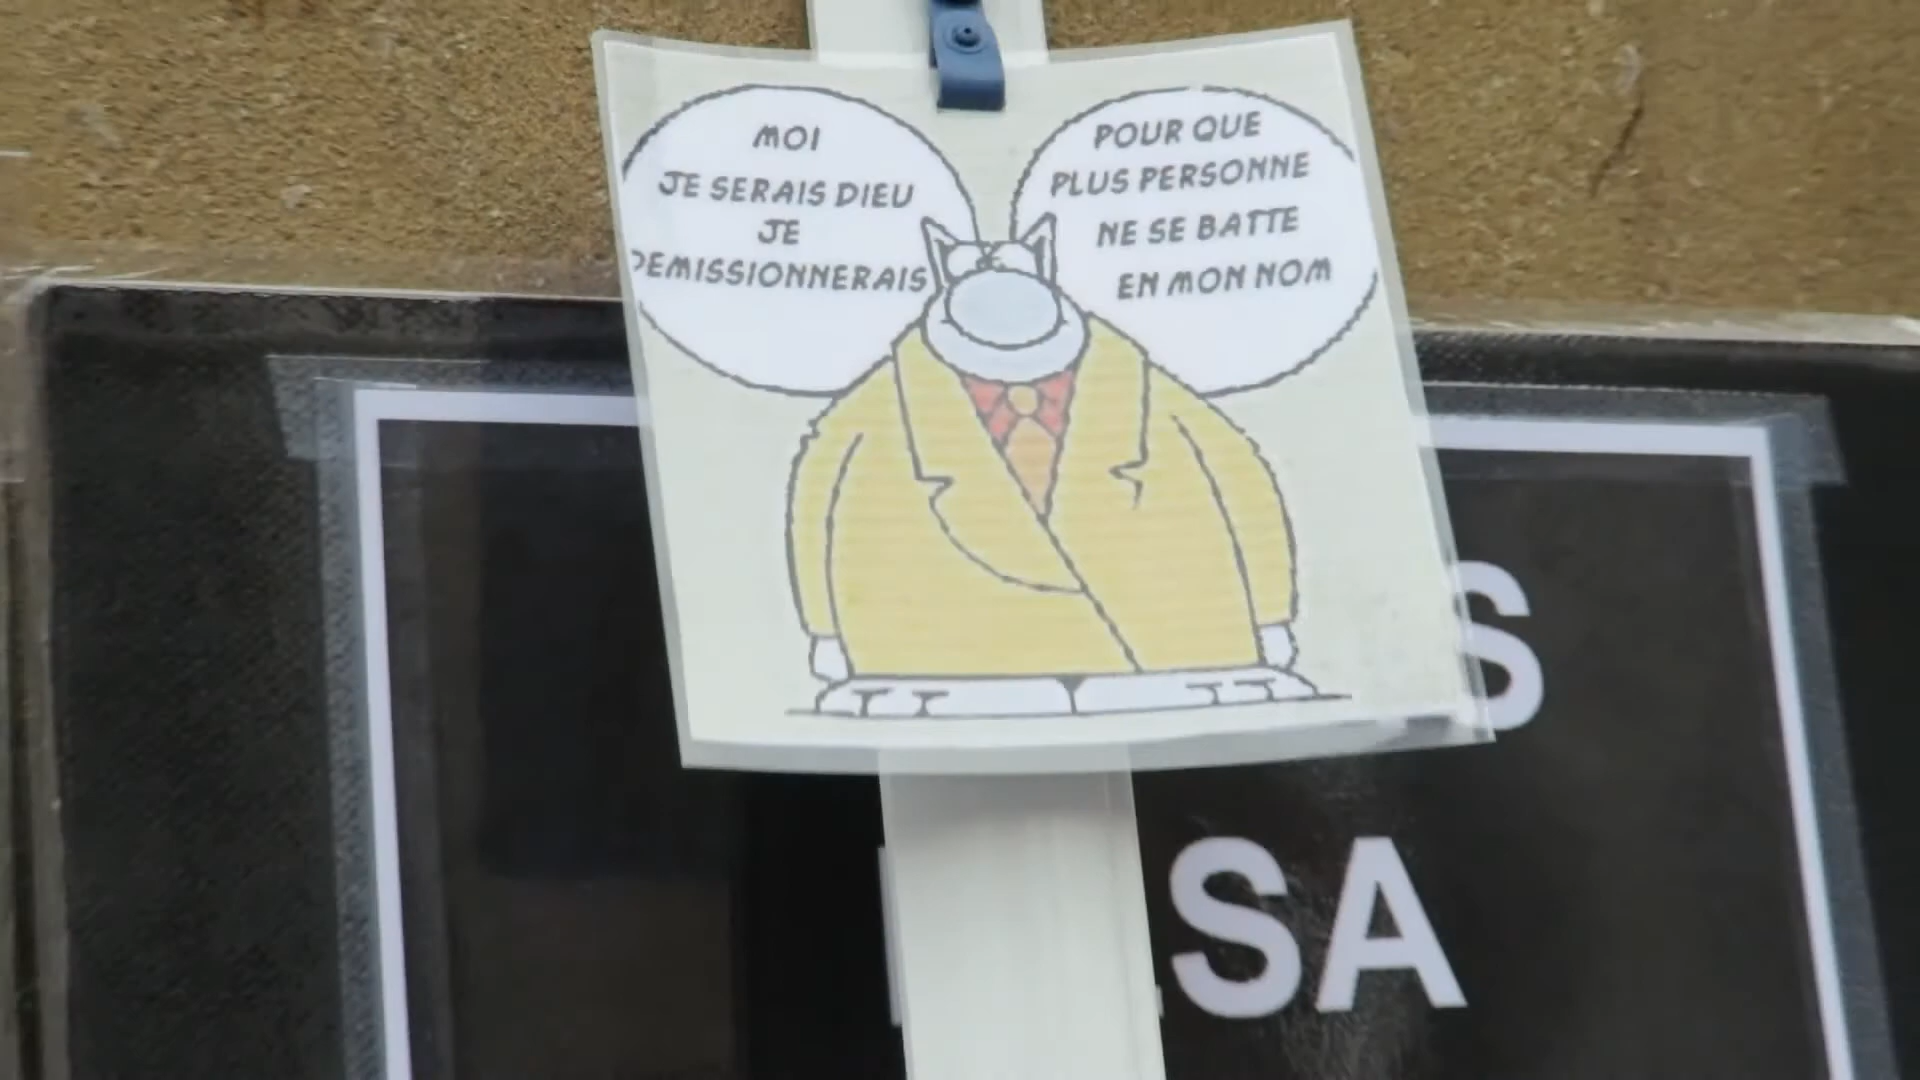 MOI
JE SERAIS DIEU
JE
DEMISSIONNERAIS
POUR QUE
PLUS PERSONNE
NE SE BATTE
EN MON NOM
S
SA